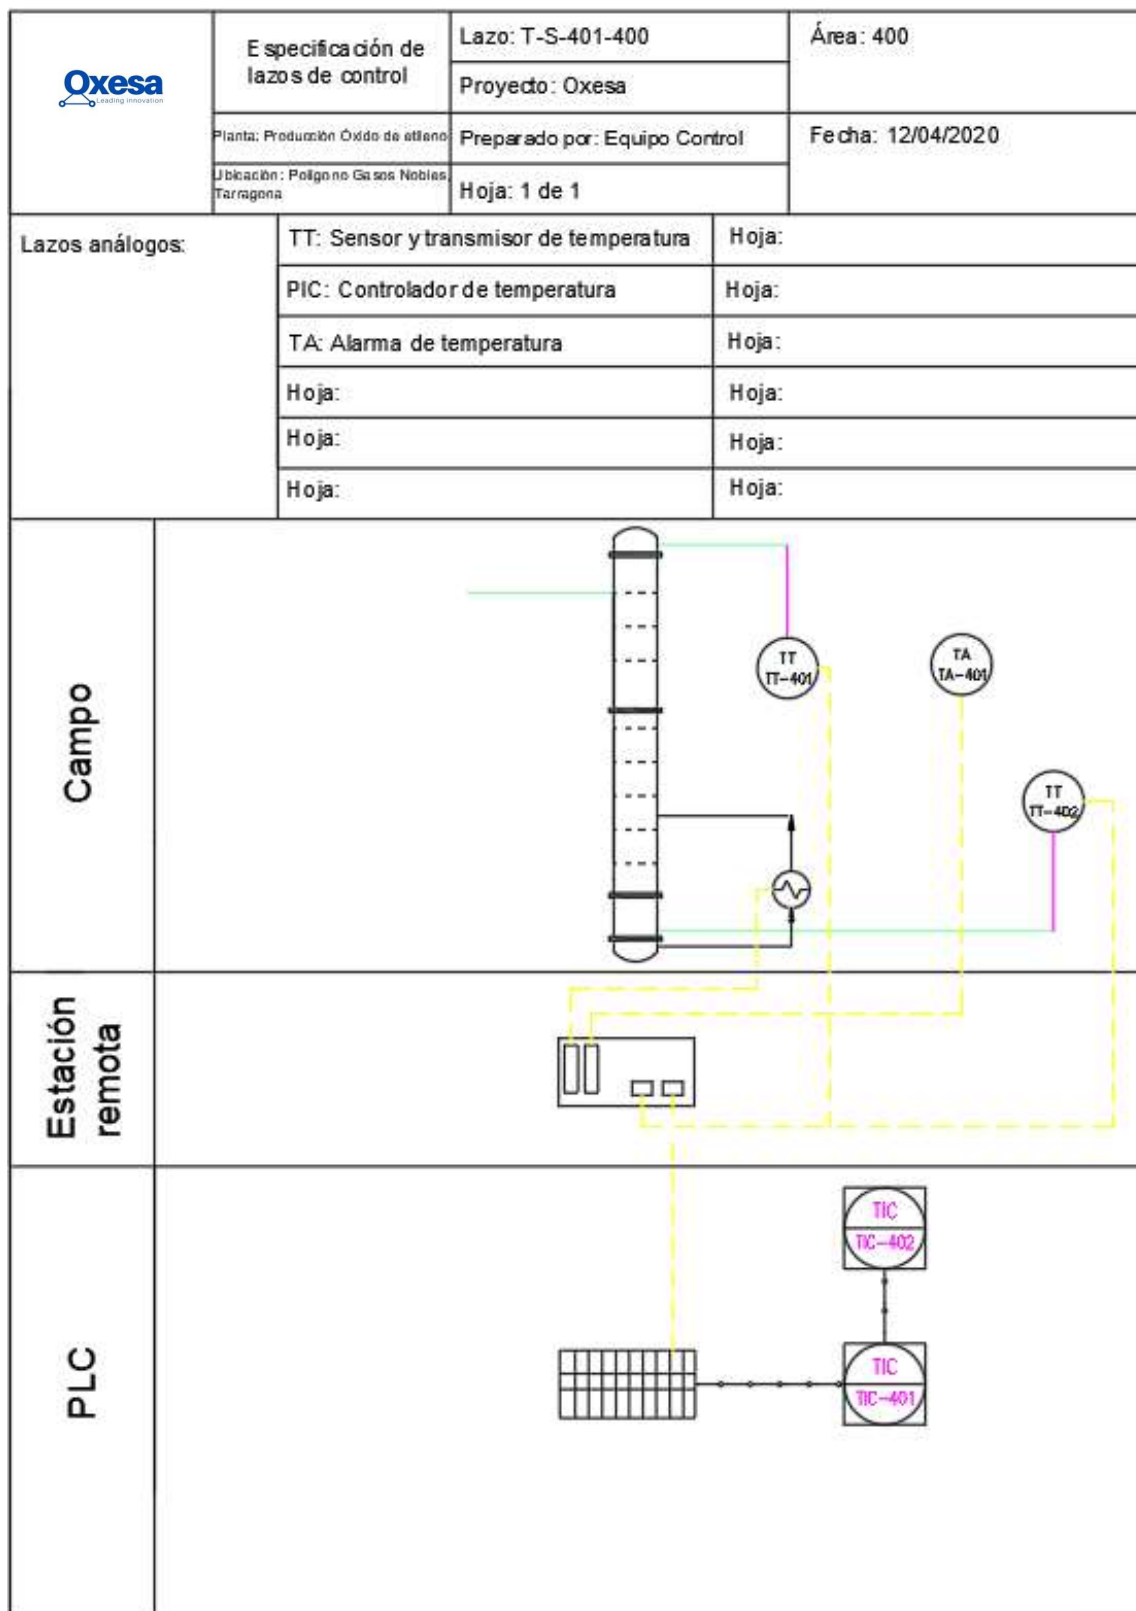 Oxesa
Leading innovation
Especificación de
lazos de control
Lazo: T-S-401-400
Área: 400
Proyecto: Oxesa
Planta: Producción Óxido de etileno
Preparado por: Equipo Control
Fecha: 12/04/2020
Ubicación: Polígono Gasos Nobles,
Tarragona
Hoja: 1 de 1
Lazos análogos:
TT: Sensor y transmisor de temperatura
Hoja:
PIC: Controlador de temperatura
Hoja:
TA: Alarma de temperatura
Hoja:
Hoja:
Hoja:
Hoja:
Hoja:
Hoja:
Hoja:
Campo
TT
TT-401
TA
TA-401
TT
TT-402
Estación
remota
PLC
TIC
TIC-402
TIC
TIC-401